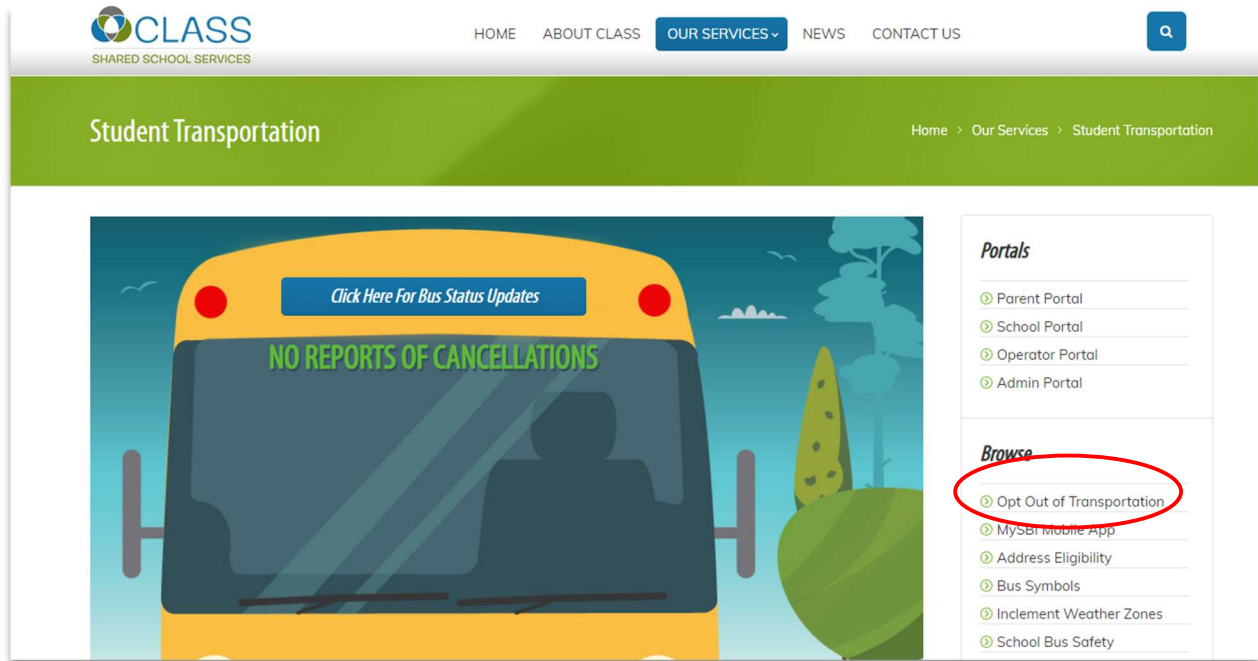 CLASS
SHARED SCHOOL SERVICES
HOME ABOUT CLASS OUR SERVICES NEWS CONTACT US
Student Transportation
Home > Our Services > Student Transportation
Click Here For Bus Status Updates
NO REPORTS OF CANCELLATIONS
Portals
Parent Portal
School Portal
Operator Portal
Admin Portal
Browse
Opt Out of Transportation
MySBI Mobile App
Address Eligibility
Bus Symbols
Inclement Weather Zones
School Bus Safety